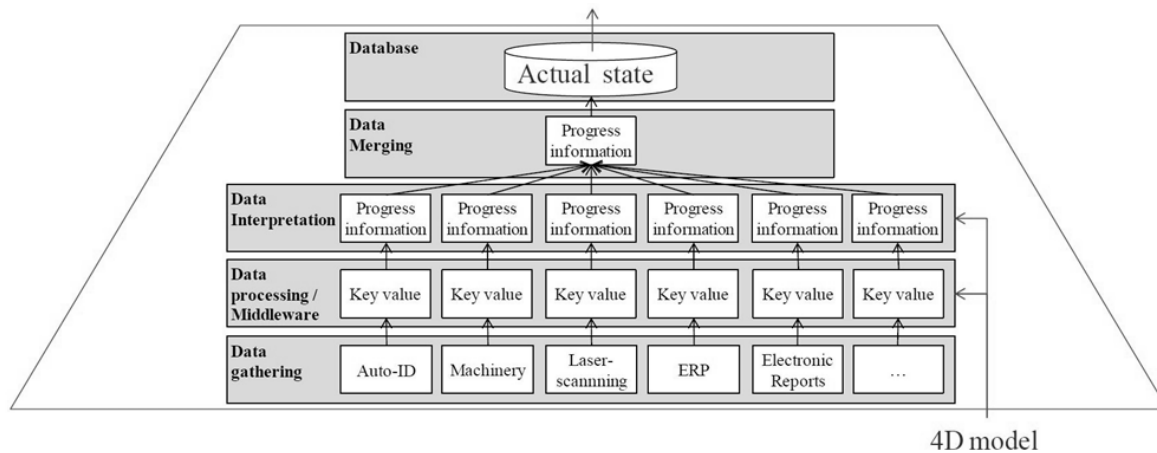 Database
Actual state
Data
Merging
Progress
information
Data
Interpretation
Progress
information
Progress
information
Progress
information
Progress
information
Progress
information
Progress
information
Data
processing /
Middleware
Key value
Key value
Key value
Key value
Key value
Key value
Data
gathering
Auto-ID
Machinery
Laser-
scannning
ERP
Electronic
Reports
...
4D model